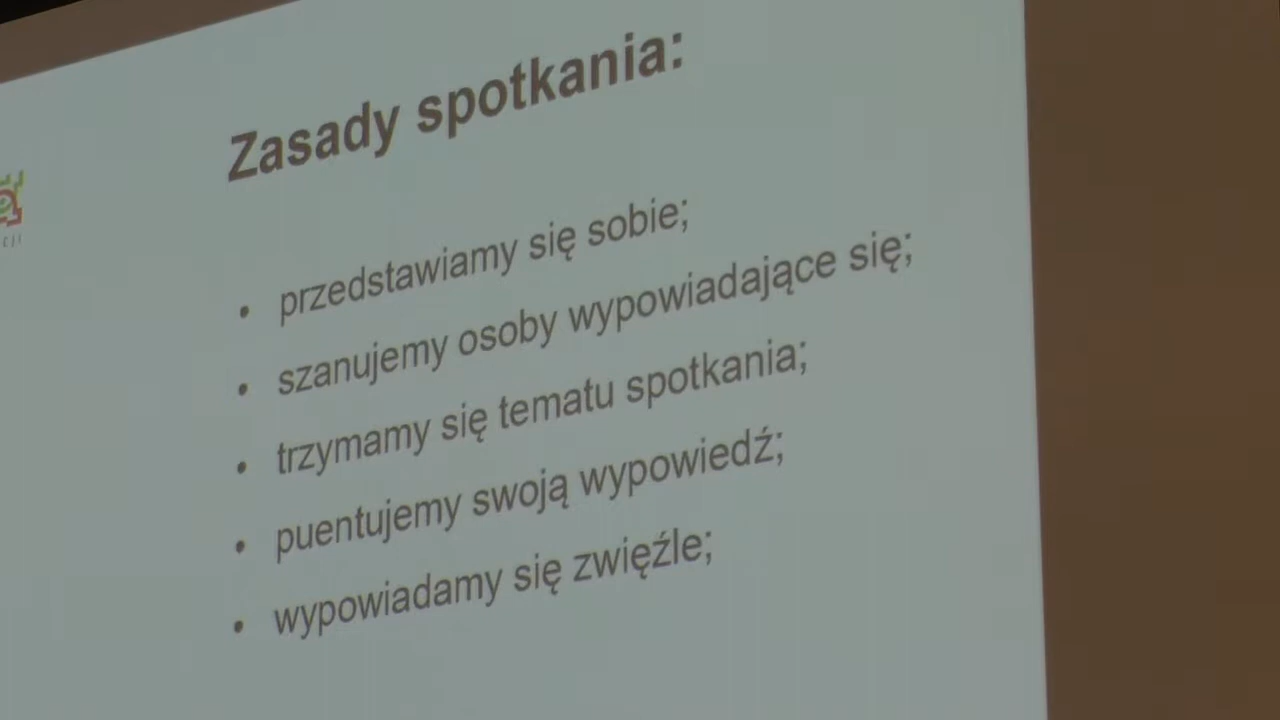 Zasady spotkania:
• przedstawiamy się sobie;
• szanujemy osoby wypowiadające się;
• trzymamy się tematu spotkania;
• puentujemy swoją wypowiedź;
• wypowiadamy się zwięźle;